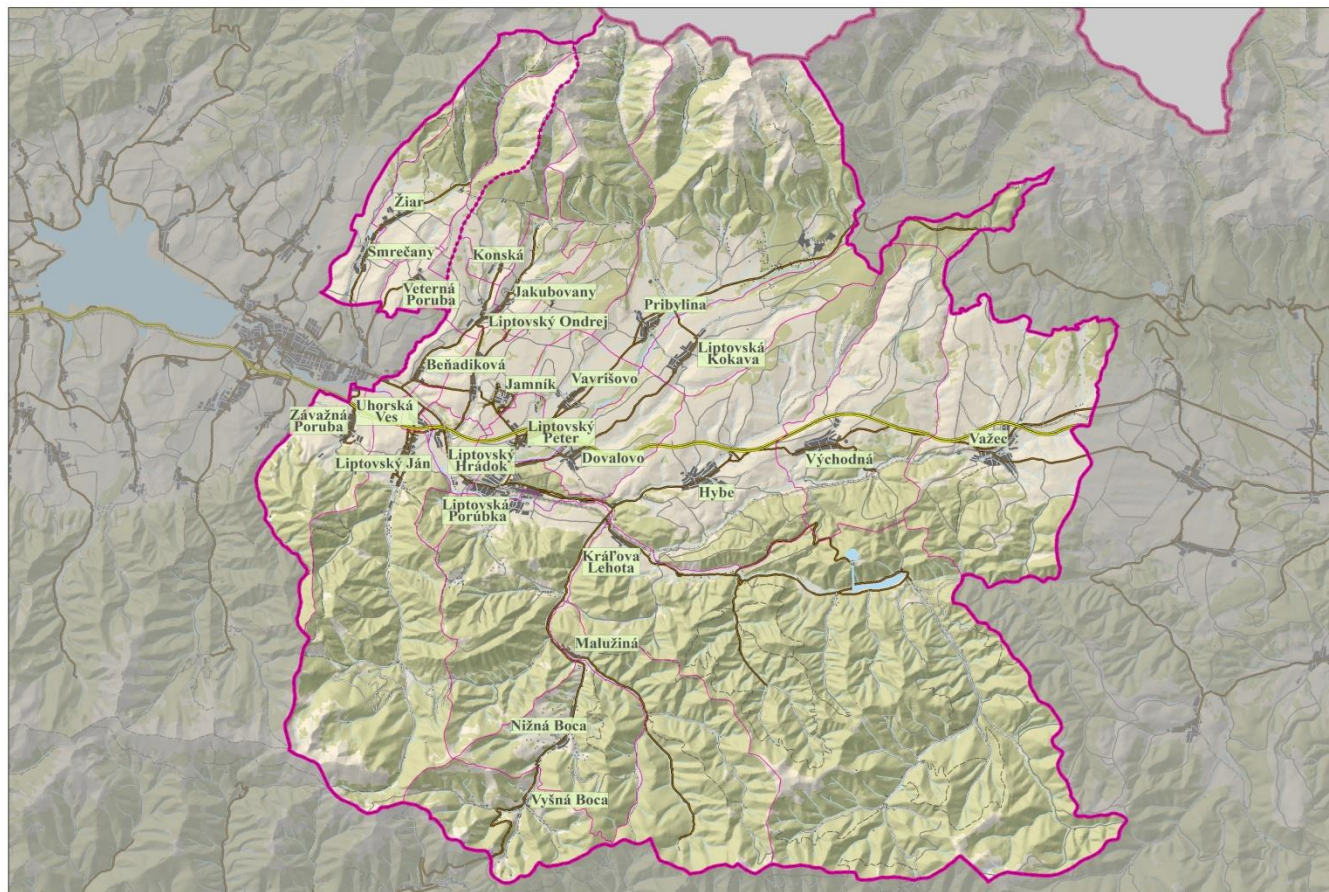 Žiar
Smrečany
Konská
Veterná
Poruba
Jakubovany
Pribylina
Liptovský Ondrej
Liptovská
Kokava
Beňadiková
Jamník
Vavrišovo
Uhorská
Ves
Závažná
Poruba
Liptovský
Peter
Važec
Liptovský Ján
Liptovský
Hrádok
Dovalovo
Východná
Hybe
Liptovská
Porúbka
Kráľova
Lehota
Malužiná
Nižná Boca
Vyšná Boca